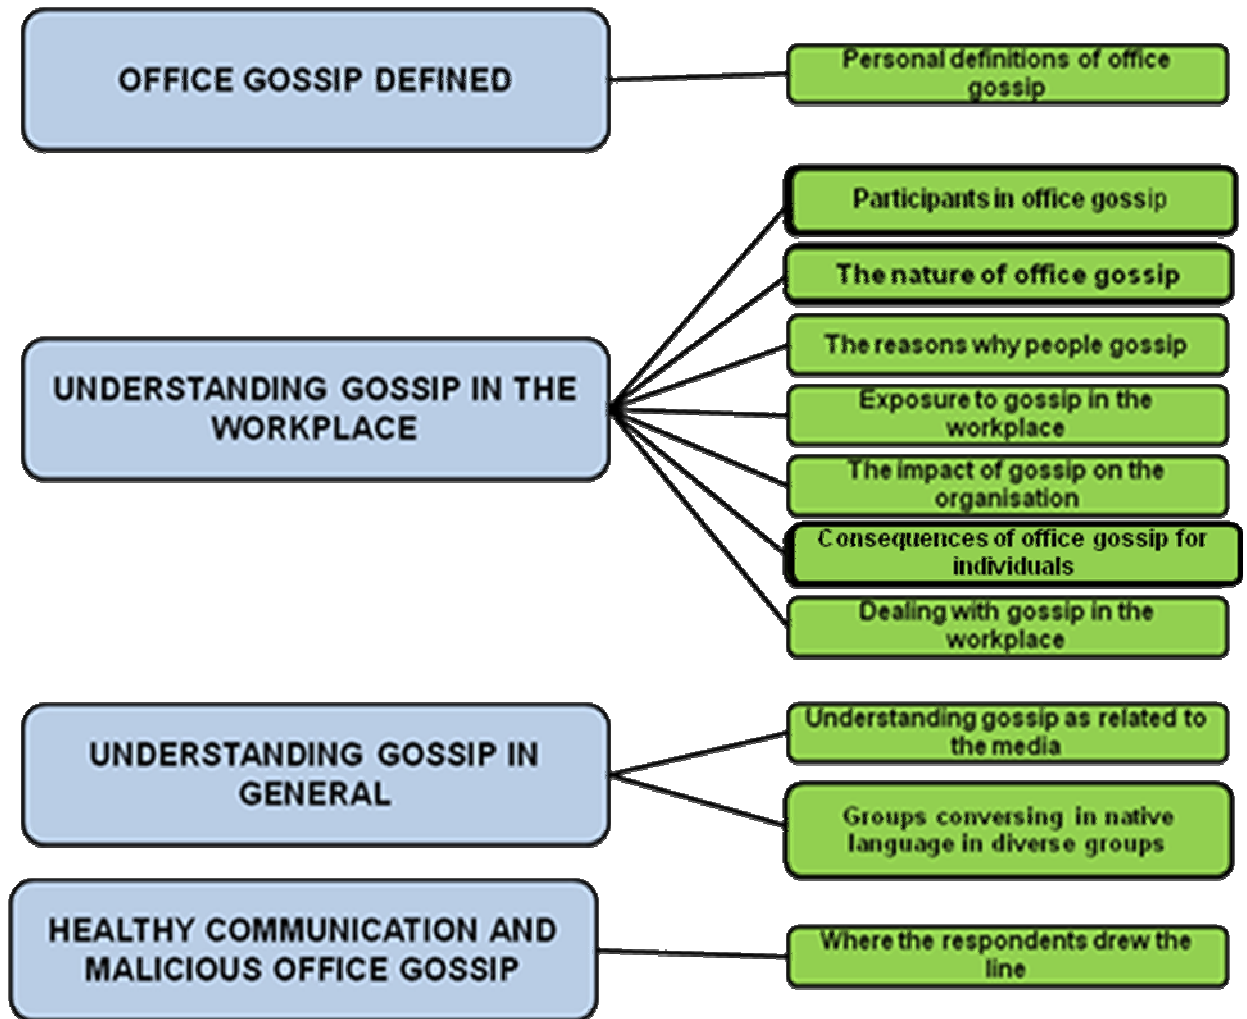 OFFICE GOSSIP DEFINED
Personal definitions of office
gossip
UNDERSTANDING GOSSIP IN THE
WORKPLACE
Participants in office gossip
The nature of office gossip
The reasons why people gossip
Exposure to gossip in the
workplace
The impact of gossip on the
organisation
Consequences of office gossip for
individuals
Dealing with gossip in the
workplace
UNDERSTANDING GOSSIP IN
GENERAL
Understanding gossip as related to
the media
Groups conversing in native
language in diverse groups
HEALTHY COMMUNICATION AND
MALICIOUS OFFICE GOSSIP
Where the respondents drew the
line